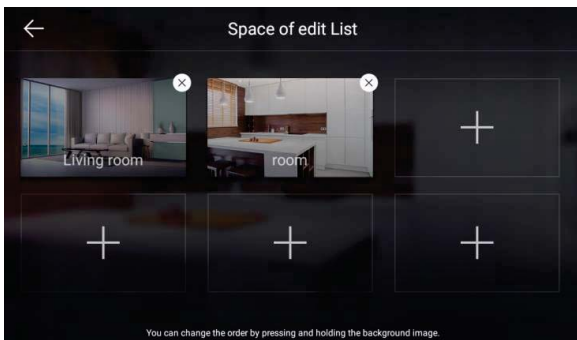 Space of edit List
Living room
room
You can change the order by pressing and holding the background image.